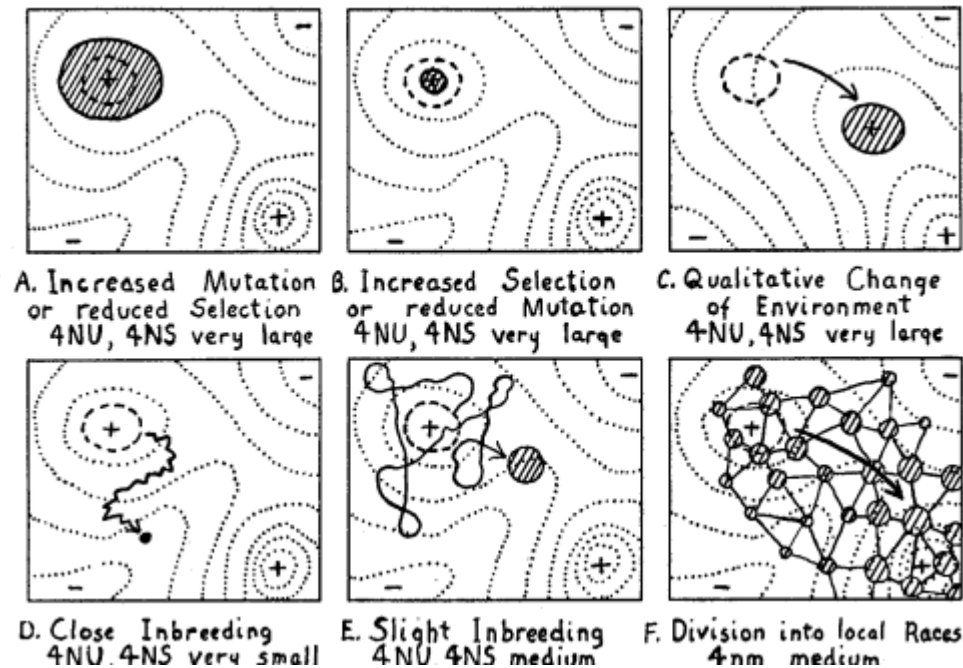 A. Increased Mutation
or reduced Selection
4NU, 4NS very large
B. Increased Selection
or reduced Mutation
4NU, 4NS very large
C. Qualitative Change
of Environment
4NU, 4NS very large
D. Close Inbreeding
4NU, 4NS very small
E. Slight Inbreeding
4NU, 4NS medium
F. Division into local Races
4nm medium